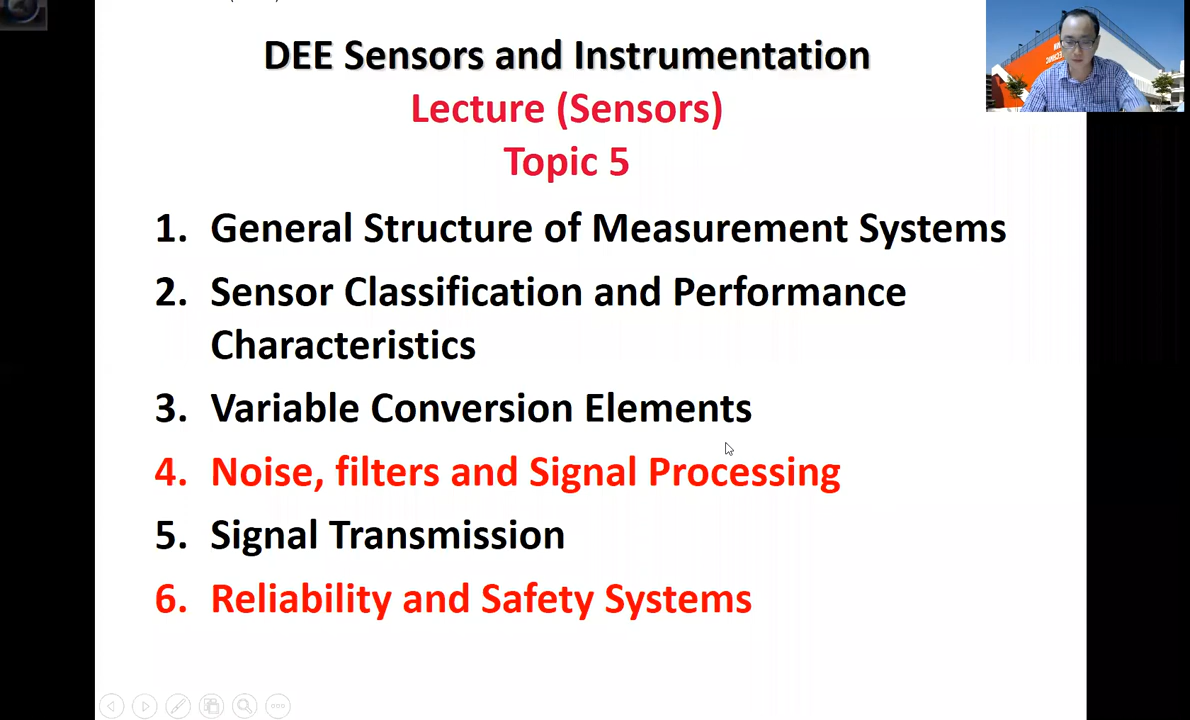 DEE Sensors and Instrumentation
Lecture (Sensors)
Topic 5
1. General Structure of Measurement Systems
2. Sensor Classification and Performance
Characteristics
3. Variable Conversion Elements
4. Noise, filters and Signal Processing
5. Signal Transmission
6. Reliability and Safety Systems